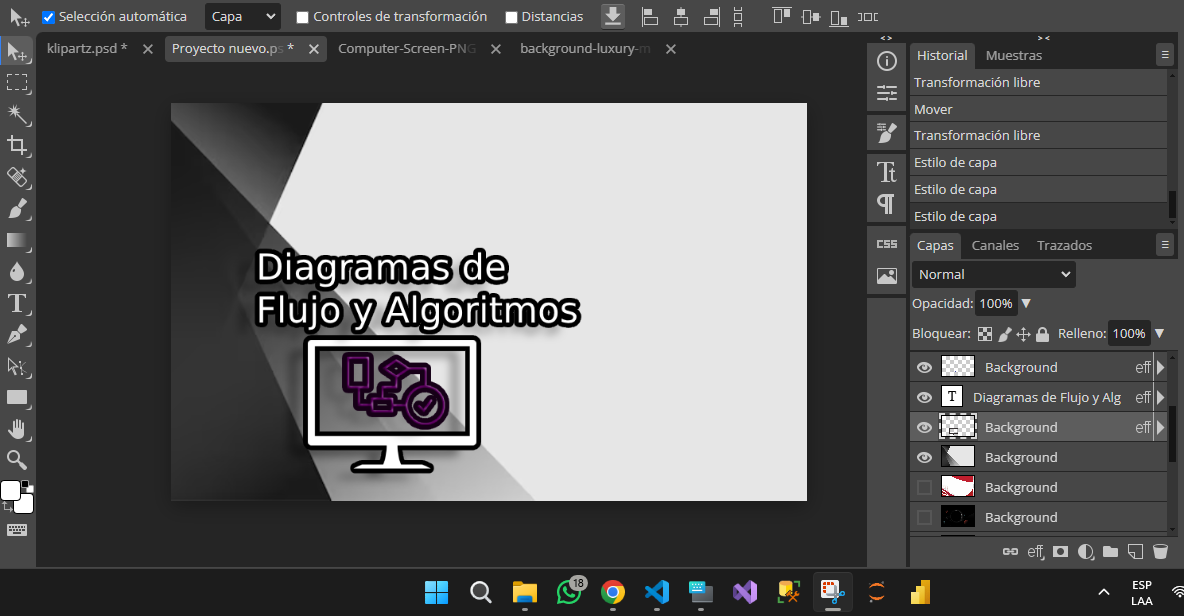 Selección automática
Capa
Controles de transformación
Distancias
klipartz.psd *
Proyecto nuevo.ps *
Computer-Screen-PNG
background-luxury-m
Historial
Muestras
Transformación libre
Mover
Transformación libre
Estilo de capa
Estilo de capa
Estilo de capa
CSS
Capas
Canales
Trazados
Normal
Opacidad: 100%
Bloquear:
Relleno: 100%
Background eff
T Diagramas de Flujo y Alg eff
Background eff
Background
Background
Background
eff
Diagramas de
Flujo y Algoritmos
18
ESP
LAA